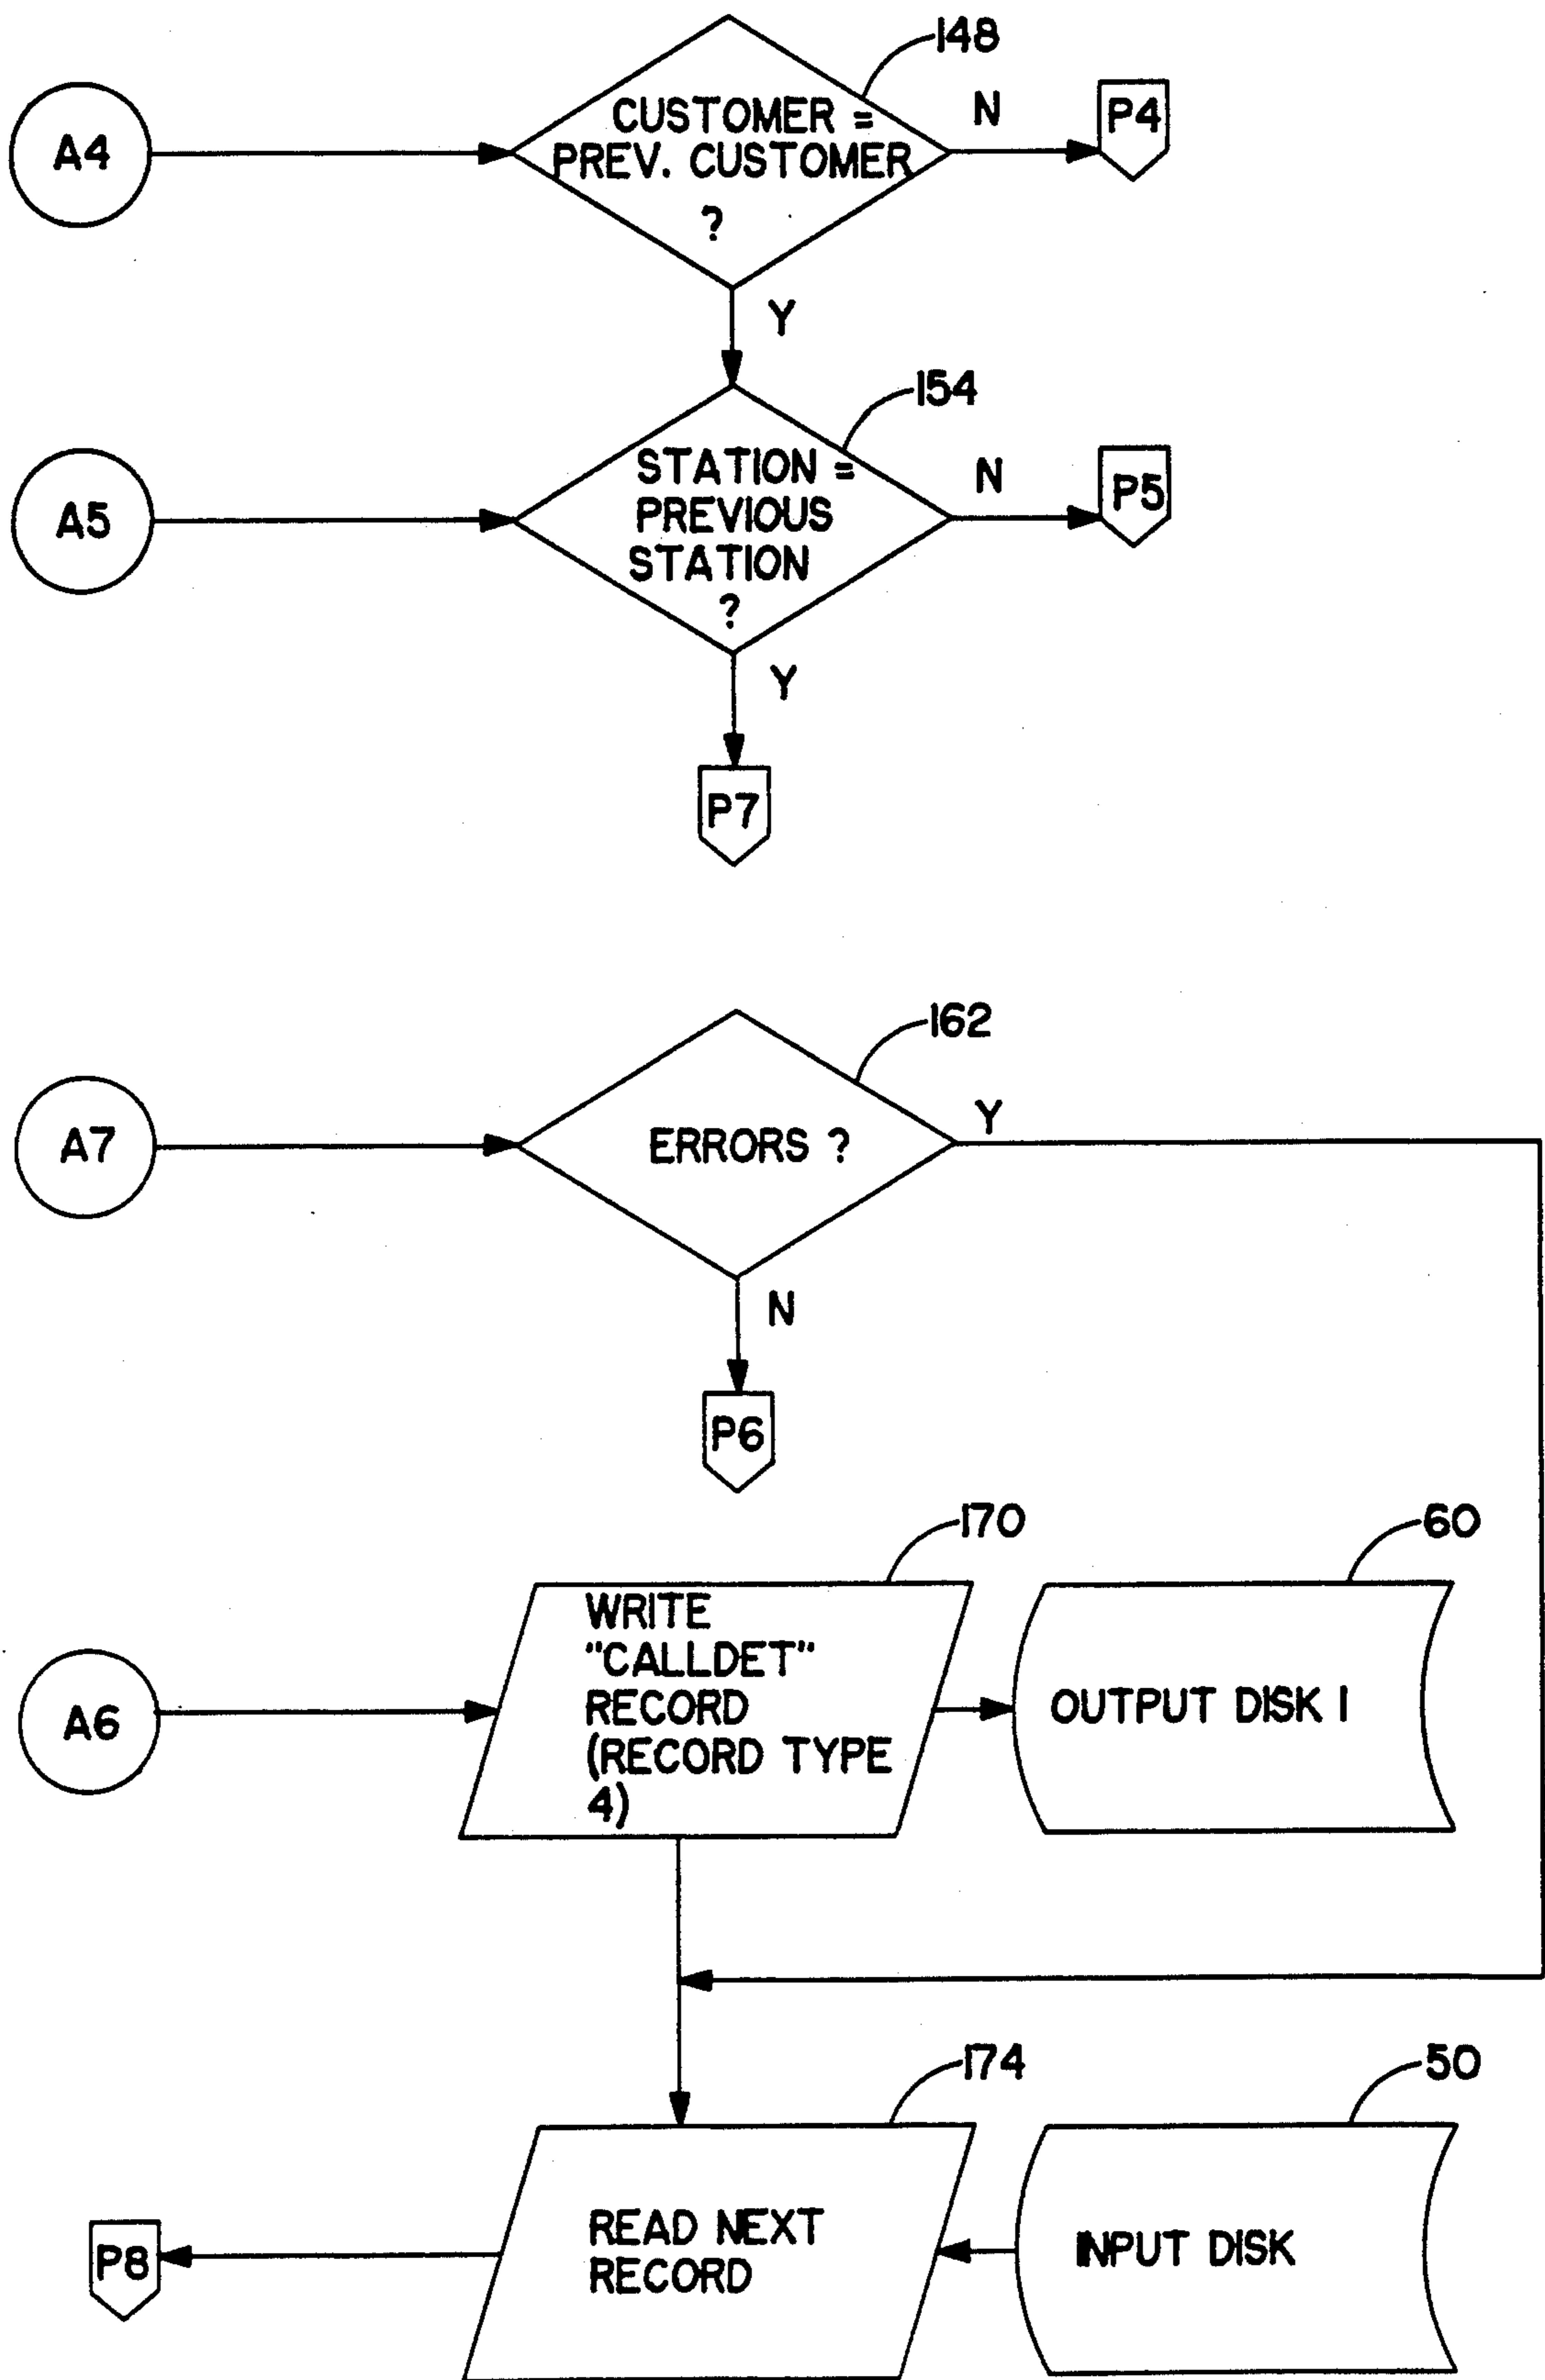 148
A4
CUSTOMER =
PREV. CUSTOMER
?
N
P4
Y
154
A5
STATION =
PREVIOUS
STATION
?
N
P5
Y
P7
162
A7
ERRORS ?
Y
N
P6
170
60
A6
WRITE
"CALLDET"
RECORD
(RECORD TYPE
4)
OUTPUT DISK 1
174
50
P8
READ NEXT
RECORD
INPUT DISK